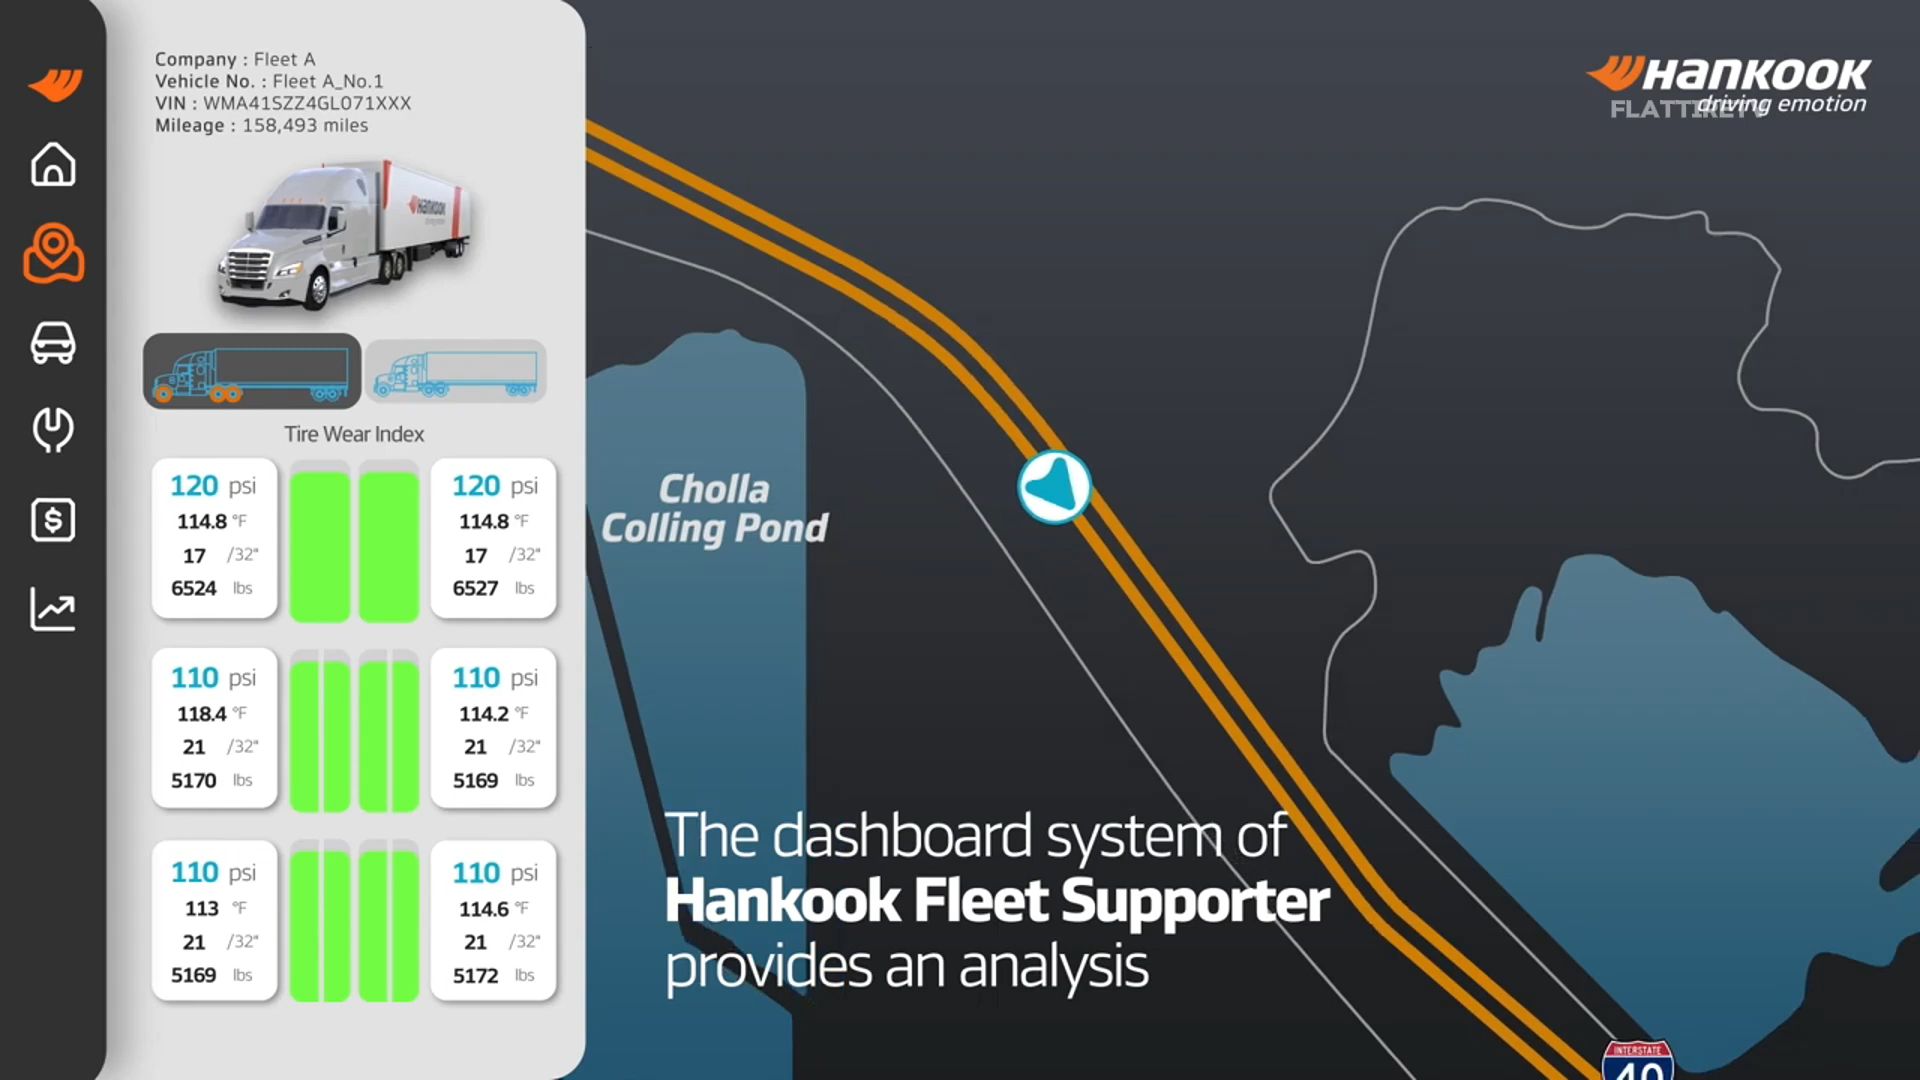 Company : Fleet A
Vehicle No. : Fleet A_No.1
VIN : WMA41SZZ4GL071XXX
Mileage : 158,493 miles
HANKOOK
Tire Wear Index
120 psi
114.8 °F
17 /32"
6524 lbs
120 psi
114.8 °F
17 /32"
6527 lbs
110 psi
118.4 °F
21 /32"
5170 lbs
110 psi
114.2 °F
21 /32"
5169 lbs
110 psi
113 °F
21 /32"
5169 lbs
110 psi
114.6 °F
21 /32"
5172 lbs
HANKOOK
driving emotion
FLATTIRETV
Cholla
Colling Pond
The dashboard system of
Hankook Fleet Supporter
provides an analysis
INTERSTATE
40